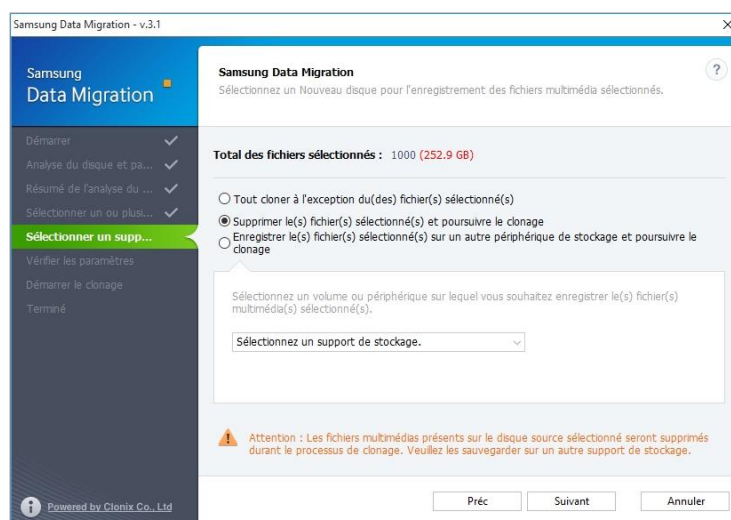 Samsung Data Migration - v.3.1
Samsung
Data Migration
Samsung Data Migration
Sélectionnez un Nouveau disque pour l'enregistrement des fichiers multimédia sélectionnés.
?
Démarrer
Analyse du disque et pa...
Résumé de l'analyse du ...
Sélectionner un ou plusi...
Sélectionner un supp...
Vérifier les paramètres
Démarrer le clonage
Terminé
Total des fichiers sélectionnés : 1000 (252.9 GB)
Tout cloner à l'exception du(des) fichier(s) sélectionné(s)
Supprimer le(s) fichier(s) sélectionné(s) et poursuivre le clonage
Enregistrer le(s) fichier(s) sélectionné(s) sur un autre périphérique de stockage et poursuivre le
clonage
Sélectionnez un volume ou périphérique sur lequel vous souhaitez enregistrer le(s) fichier(s)
multimédia(s) sélectionné(s).
Sélectionnez un support de stockage.
Attention : Les fichiers multimédias présents sur le disque source sélectionné seront supprimés
durant le processus de clonage. Veuillez les sauvegarder sur un autre support de stockage.
Powered by Clonix Co., Ltd
Préc
Suivant
Annuler